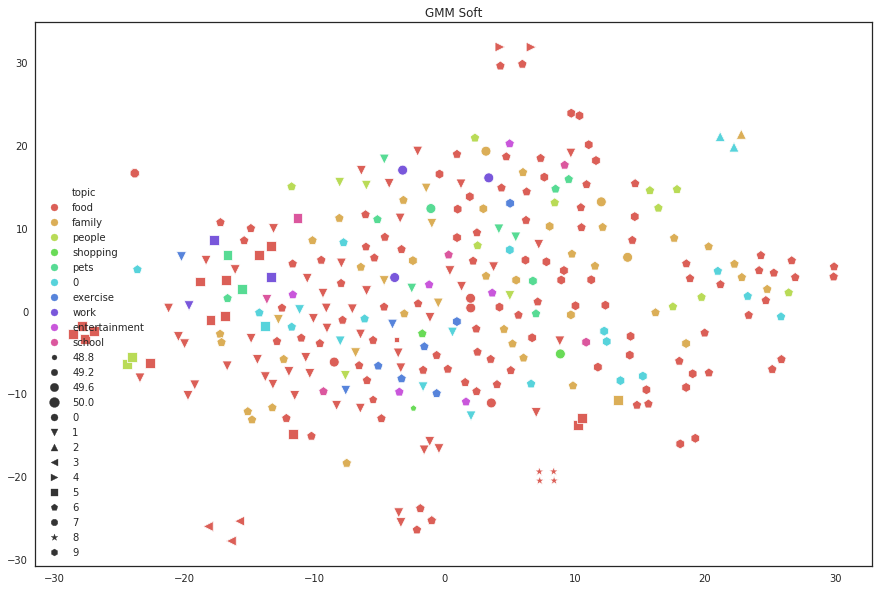 GMM Soft
30
20
10
0
−10
−20
−30
topic
food
family
people
shopping
pets
0
exercise
work
entertainment
school
48.8
49.2
49.6
50.0
0
1
2
3
4
5
6
7
8
9
−30 −20 −10 0 10 20 30